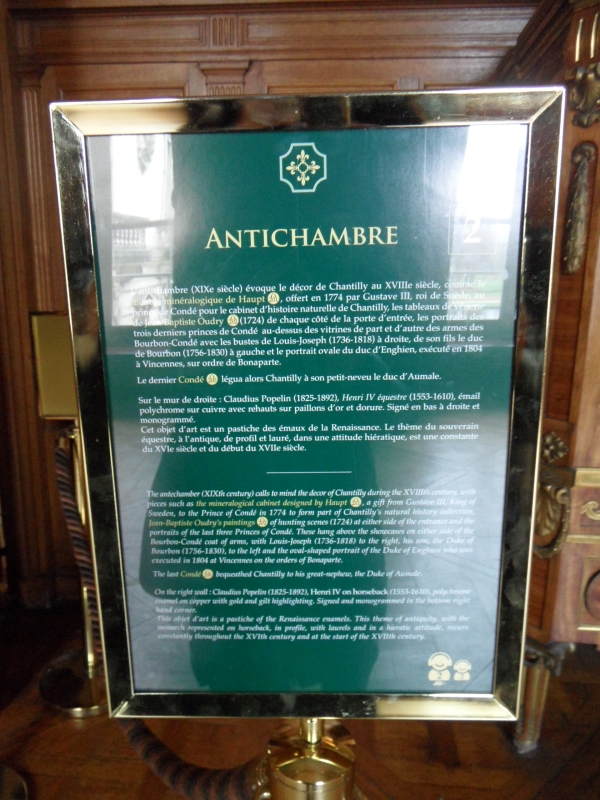 ANTICHAMBRE
2
L'antichambre (XIXe siècle) évoque le décor de Chantilly au XVIIIe siècle, comme le
minéralogique de Haupt, offert en 1774 par Gustave III, roi de Suède, au
prince de Condé pour le cabinet d'histoire naturelle de Chantilly, les tableaux de vénerie
de Jean-Baptiste Oudry (1724) de chaque côté de la porte d'entrée, les portraits des
trois derniers princes de Condé au-dessus des vitrines de part et d'autre des armes des
Bourbon-Condé avec les bustes de Louis-Joseph (1736-1818) à droite, de son fils le duc
de Bourbon (1756-1830) à gauche et le portrait ovale du duc d'Enghien, exécuté en 1804
à Vincennes, sur ordre de Bonaparte.
Le dernier Condé légua alors Chantilly à son petit-neveu le duc d'Aumale.
Sur le mur de droite : Claudius Popelin (1825-1892), Henri IV équestre (1553-1610), émail
polychrome sur cuivre avec rehauts sur paillons d'or et dorure. Signé en bas à droite et
monogrammé.
Cet objet d'art est un pastiche des émaux de la Renaissance. Le thème du souverain
équestre, à l'antique, de profil et lauré, dans une attitude hiératique, est une constante
du XVIe siècle et du début du XVIIe siècle.
The antechamber (XIXth century) calls to mind the decor of Chantilly during the XVIIIth century, with
pieces such as the mineralogical cabinet designed by Haupt, a gift from Gustave III, King of
Sweden, to the Prince of Condé in 1774 to form part of Chantilly's natural history collection,
Jean-Baptiste Oudry's paintings of hunting scenes (1724) at either side of the entrance and the
portraits of the last three Princes of Condé. These hang above the showcases on either side of the
Bourbon-Condé coat of arms, with Louis-Joseph (1736-1818) to the right, his son, the Duke of
Bourbon (1756-1830), to the left and the oval-shaped portrait of the Duke of Enghien who was
executed in 1804 at Vincennes on the orders of Bonaparte.
The last Condé bequeathed Chantilly to his great-nephew, the Duke of Aumale.
On the right wall : Claudius Popelin (1825-1892), Henri IV on horseback (1553-1610), polychrome
enamel on copper with gold and gilt highlighting. Signed and monogrammed in the bottom right
hand corner.
This objet d'art is a pastiche of the Renaissance enamels. This theme of antiquity, with the
monarch represented on horseback, in profile, with laurels and in a hieratic attitude, recurs
constantly throughout the XVIth century and at the start of the XVIIth century.